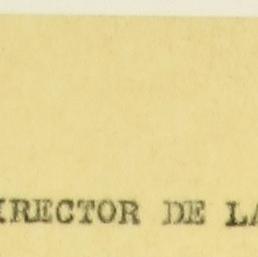 IRECTOR DE LA